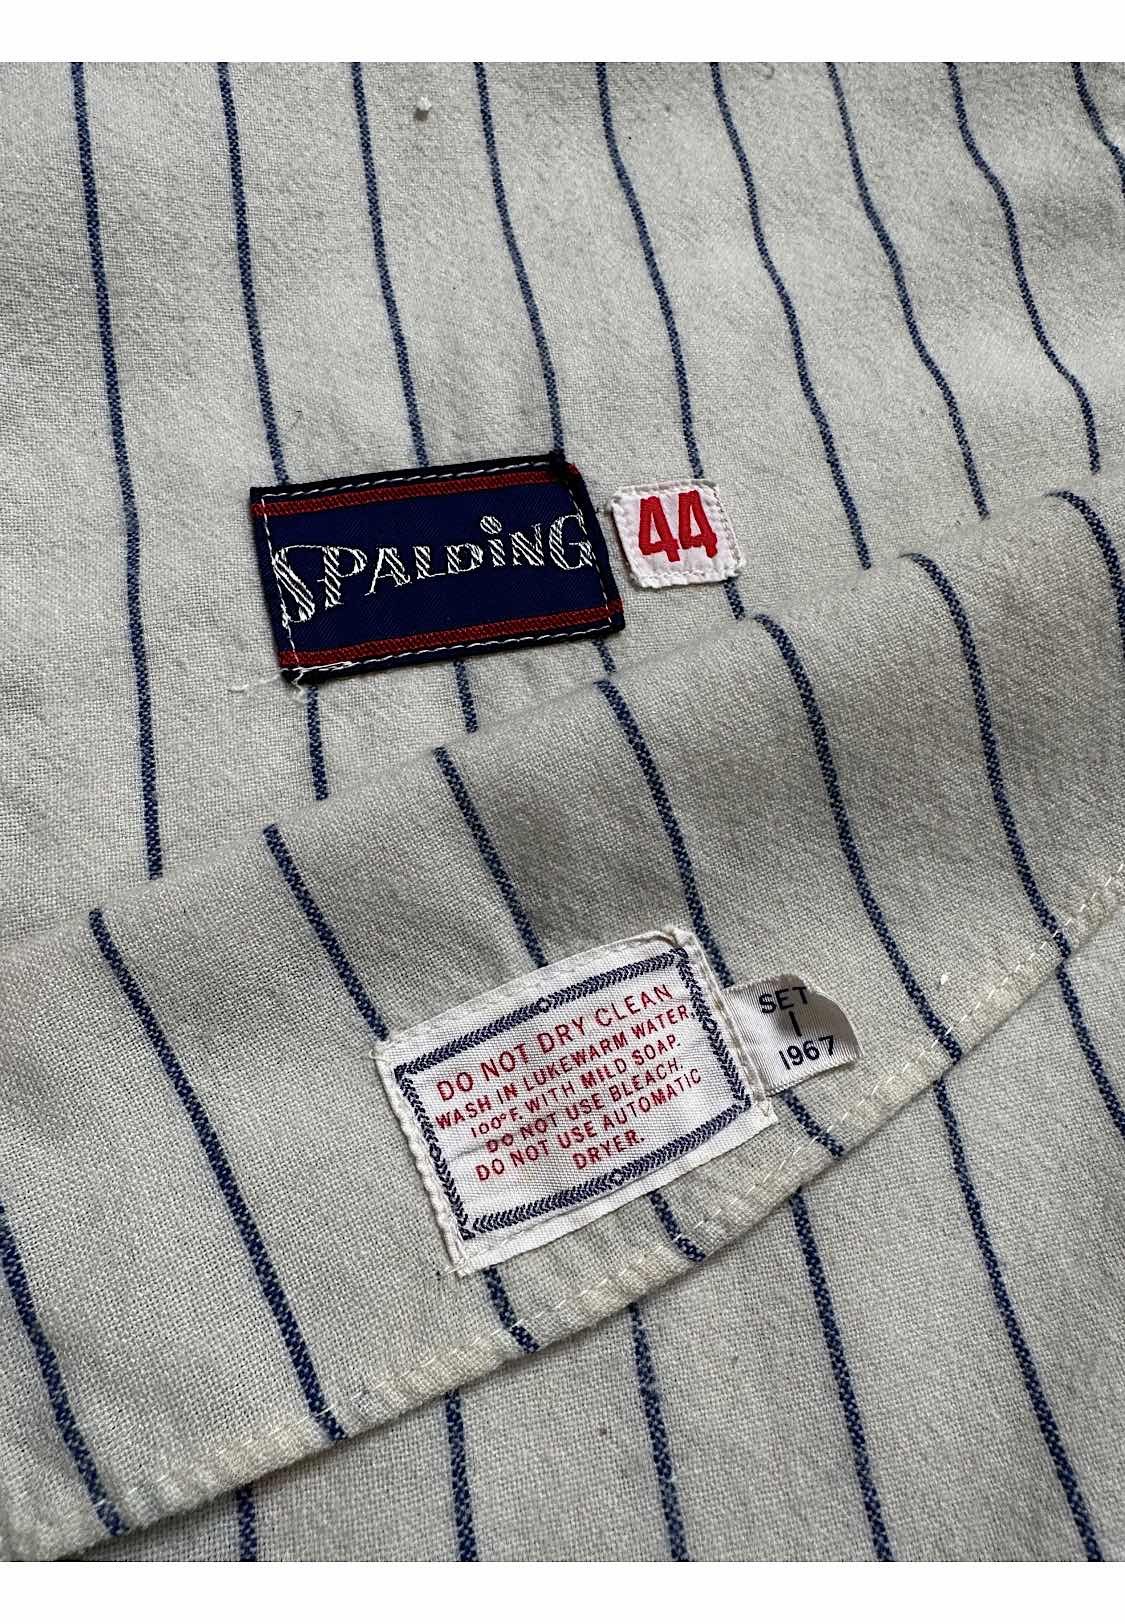 SPALDING
44
DO NOT DRY CLEAN
WASH IN LUKEWARM WATER.
100°F. WITH MILD SOAP.
DO NOT USE BLEACH.
DO NOT USE AUTOMATIC
DRYER.
SET
1
1967